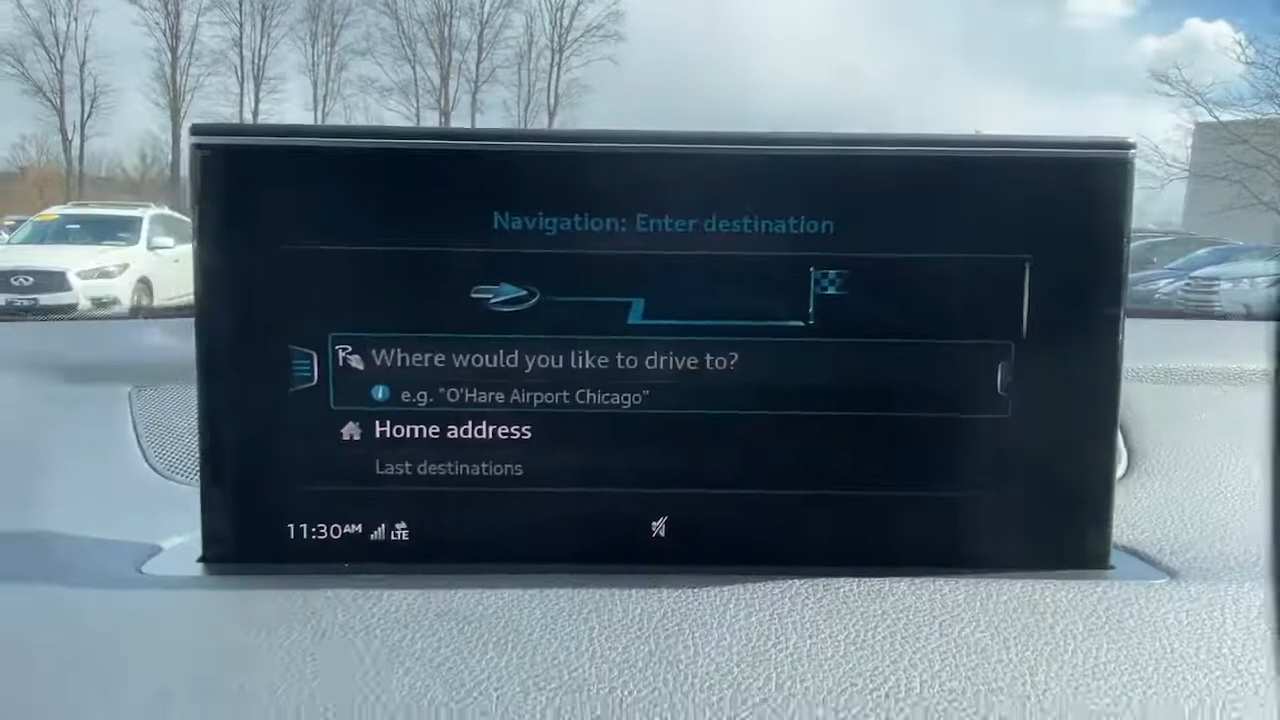 Navigation: Enter destination
Where would you like to drive to?
e.g. "O'Hare Airport Chicago"
Home address
Last destinations
11:30AM LTE